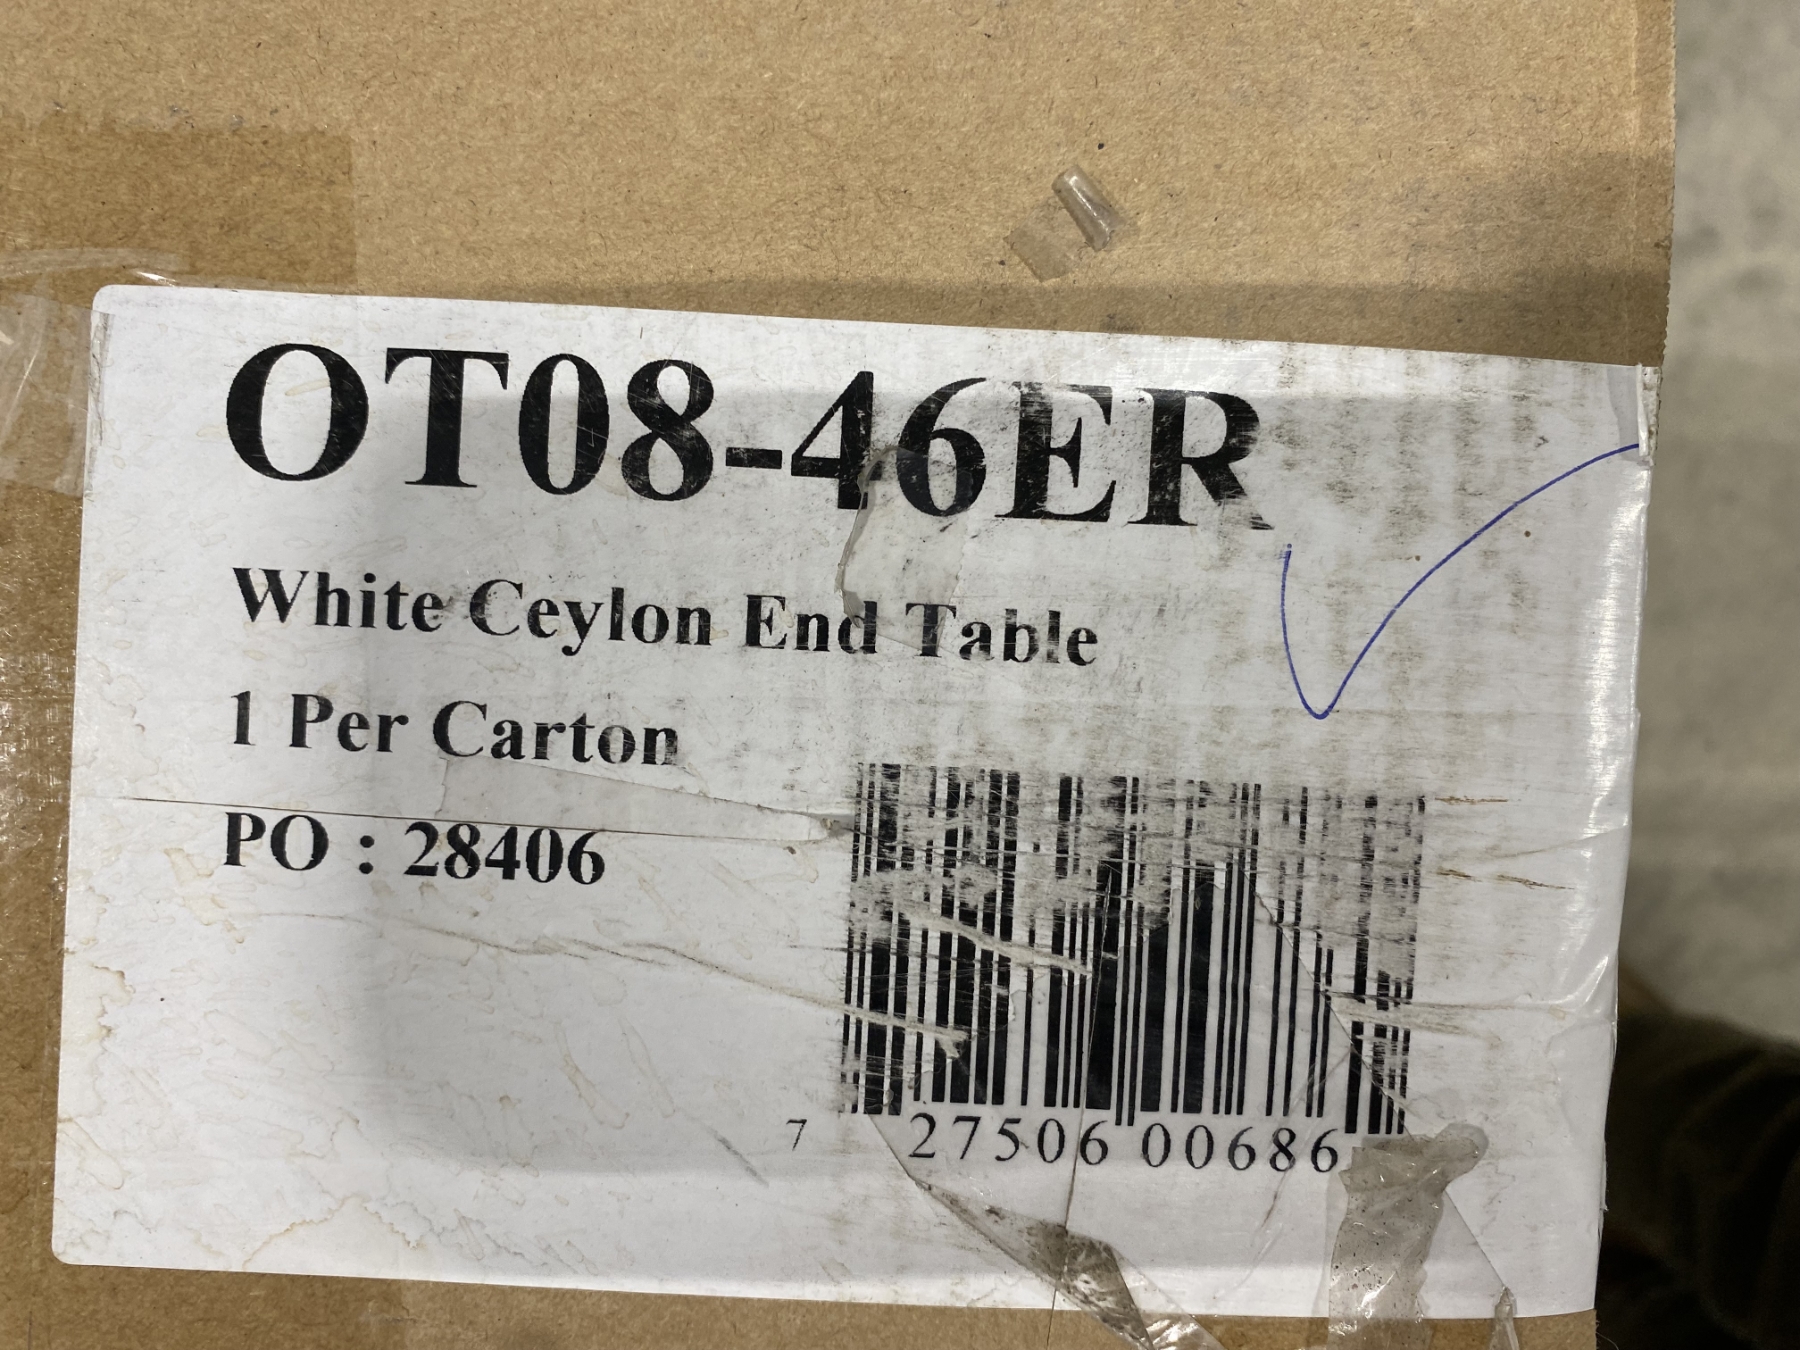 OT08-46ER
White Ceylon End Table
1 Per Carton
PO : 28406
7 27506 00686